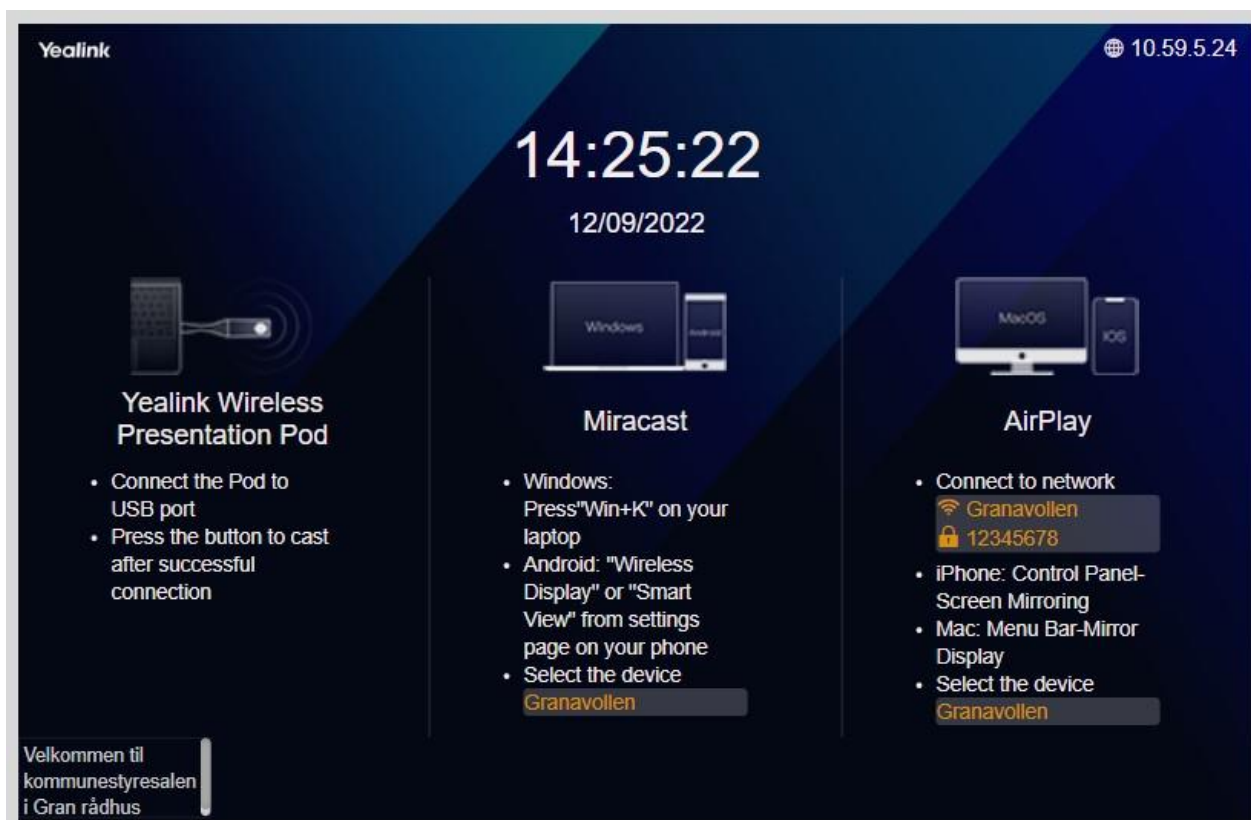 Yealink
10.59.5.24
14:25:22
12/09/2022
Windows
Android
MacOS
iOS
Yealink Wireless
Presentation Pod
• Connect the Pod to
USB port
• Press the button to cast
after successful
connection
Miracast
• Windows:
Press"Win+K" on your
laptop
• Android: "Wireless
Display" or "Smart
View" from settings
page on your phone
• Select the device
Granavollen
AirPlay
• Connect to network
Granavollen
12345678
• iPhone: Control Panel-
Screen Mirroring
• Mac: Menu Bar-Mirror
Display
• Select the device
Granavollen
Velkommen til
kommunestyresalen
i Gran rådhus